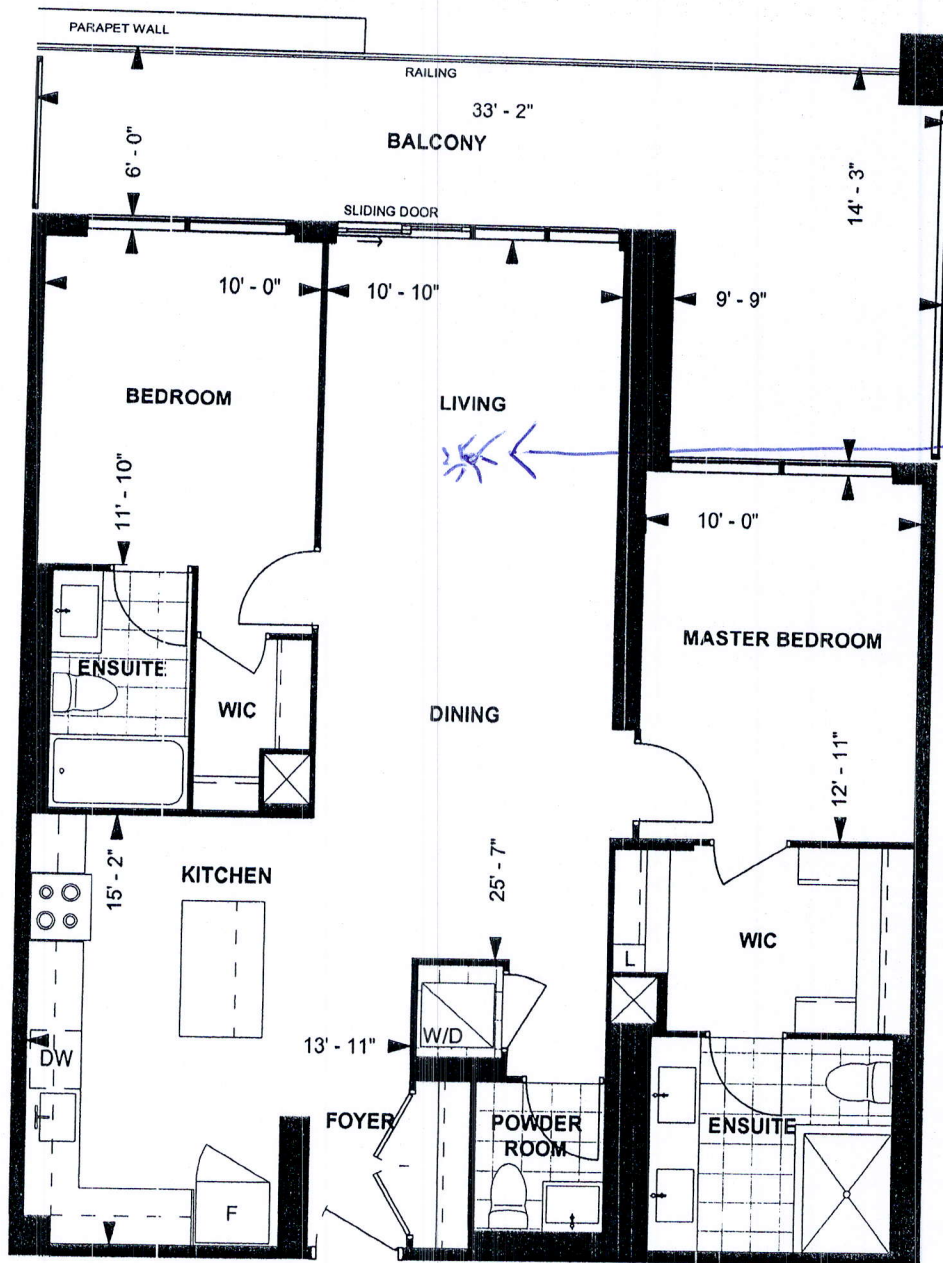 PARAPET WALL
RAILING
33' - 2"
BALCONY
6' - 0"
14' - 3"
SLIDING DOOR
10' - 0"
10' - 10"
9' - 9"
BEDROOM
LIVING
11' - 10"
10' - 0"
MASTER BEDROOM
ENSUITE
WIC
DINING
12' - 11"
15' - 2"
KITCHEN
25' - 7"
WIC
L
W/D
13' - 11"
DW
FOYER
POWDER
ROOM
ENSUITE
F